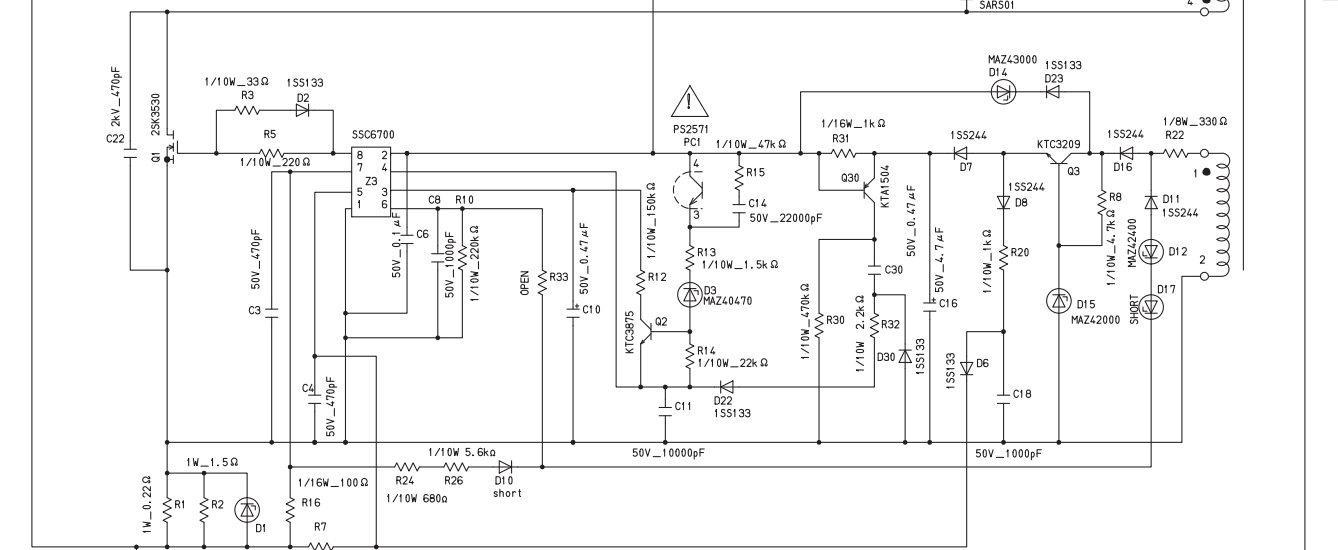 4
SARS01
2kV_470pF
C22
2SK3530
Q1
1/10W_33Ω
R3
1SS133
D2
R5
1/10W_220Ω
SSC6700
8
7
5
1
2
4
3
6
Z3
PS2571
PC1
4
3
1/10W_47kΩ
R15
C14
50V_22000pF
MAZ43000
D14
1SS133
D23
1/16W_1kΩ
R31
Q30
KTA1504
1SS244
D7
KTC3209
Q3
1SS244
D16
1/8W_330Ω
R22
1
2
50V_470pF
C3
C4
50V_470pF
50V_0.1μF
C6
C8
50V_1000pF
R10
1/10W_220kΩ
OPEN
R33
50V_0.47μF
C10
1/10W_150kΩ
R12
R13
1/10W_1.5kΩ
D3
MAZ40470
KTC3875
Q2
R14
1/10W_22kΩ
D22
1SS133
C11
50V_10000pF
1/10W_470kΩ
R30
C30
1/10W 2.2kΩ
R32
D30
1SS133
50V_0.47μF
50V_4.7μF
C16
1SS244
D8
1/10W_1kΩ
R20
1SS133
D6
C18
50V_1000pF
R8
1/10W_4.7kΩ
D15
MAZ42000
D11
1SS244
MAZ42400
D12
D17
SHORT
1W_0.22Ω
R1
1W_1.5Ω
R2
D1
1/16W_100Ω
R16
R7
R24
1/10W 680Ω
1/10W 5.6kΩ
R26
D10
short